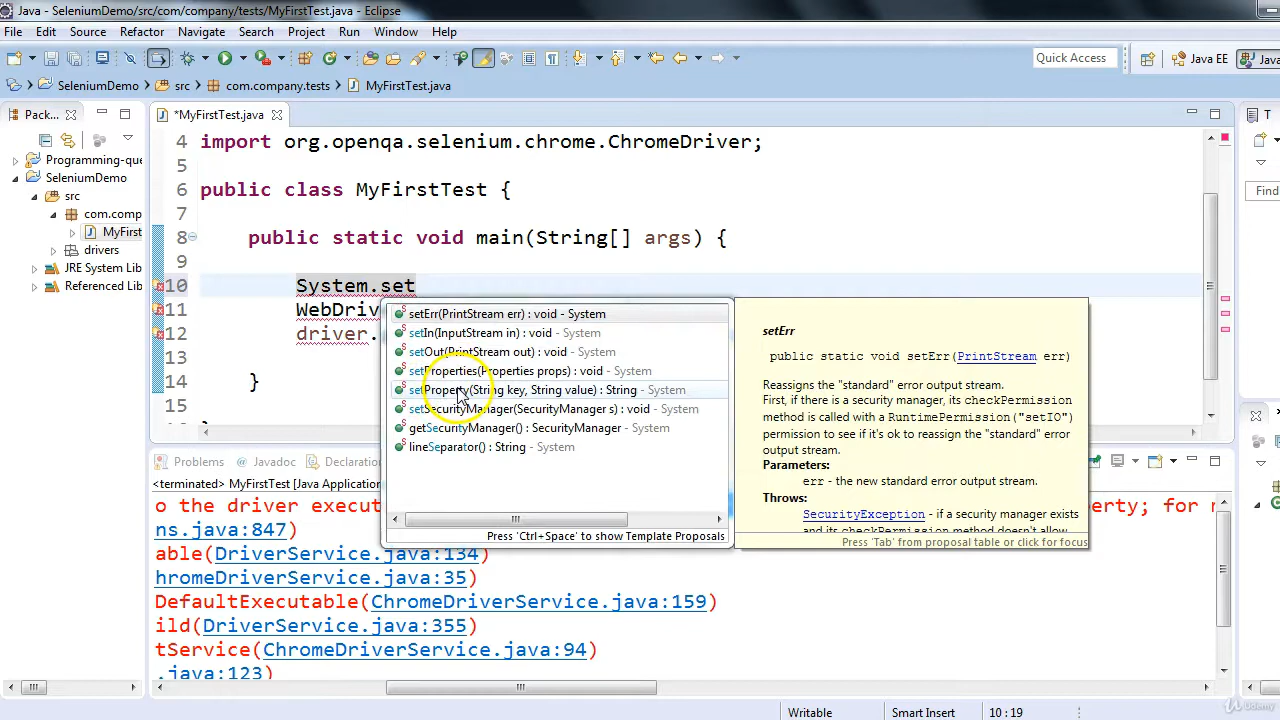 Java - SeleniumDemo/src/com/company/tests/MyFirstTest.java - Eclipse
File Edit Source Refactor Navigate Search Project Run Window Help
Quick Access Java EE Java
SeleniumDemo src com.company.tests MyFirstTest.java
Pack... *MyFirstTest.java T
4 import org.openqa.selenium.chrome.ChromeDriver;
Programming-que
5
SeleniumDemo
6 public class MyFirstTest { Find
src
7
com.comp
MyFirst
8 public static void main(String[] args) {
drivers
9
JRE System Lib
10 System.set
Referenced Lib
11 WebDriv
12 driver.
13
14 }
15
setErr(PrintStream err) : void - System
setIn(InputStream in) : void - System
setOut(PrintStream out) : void - System
setProperties(Properties props) : void - System
setProperty(String key, String value) : String - System
setSecurityManager(SecurityManager s) : void - System
getSecurityManager() : SecurityManager - System
lineSeparator() : String - System
Press 'Ctrl+Space' to show Template Proposals
setErr
public static void setErr(PrintStream err)
Reassigns the "standard" error output stream.
First, if there is a security manager, its checkPermission
method is called with a RuntimePermission("setIO")
permission to see if it's ok to reassign the "standard" error
output stream.
Parameters:
err - the new standard error output stream.
Throws:
SecurityException - if a security manager exists
and its checkPermission method doesn't allow
Press 'Tab' from proposal table or click for focus
Problems Javadoc Declaration
<terminated> MyFirstTest [Java Application
o the driver execut operty; for m
ns.java:847)
able(DriverService.java:134)
hromeDriverService.java:35)
DefaultExecutable(ChromeDriverService.java:159)
ild(DriverService.java:355)
tService(ChromeDriverService.java:94)
.java:123)
Writable Smart Insert 10 : 19
Udemy